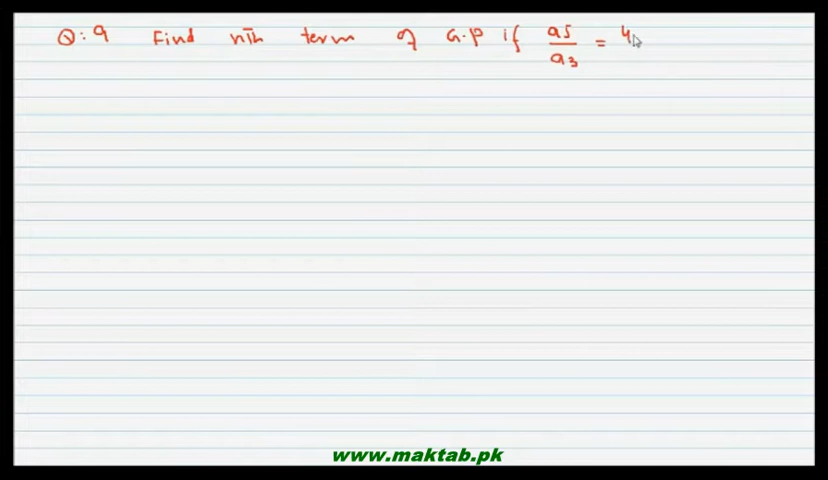 Q: 9 Find nth term of G.P if a5/a3 = 4
www.maktab.pk